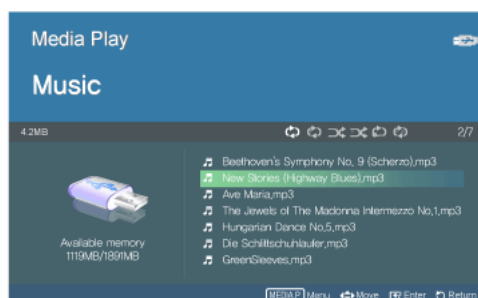 Media Play
Music
4.2MB 2/7
Beethoven's Symphony No. 9 (Scherzo).mp3
New Stories (Highway Blues).mp3
Ave Maria.mp3
The Jewels of The Madonna Intermezzo No.1.mp3
Hungarian Dance No.5.mp3
Die Schlittschuhlaufer.mp3
GreenSleeves.mp3
Available memory
1119MB/1891MB
MEDIA.P Menu Move Enter Return